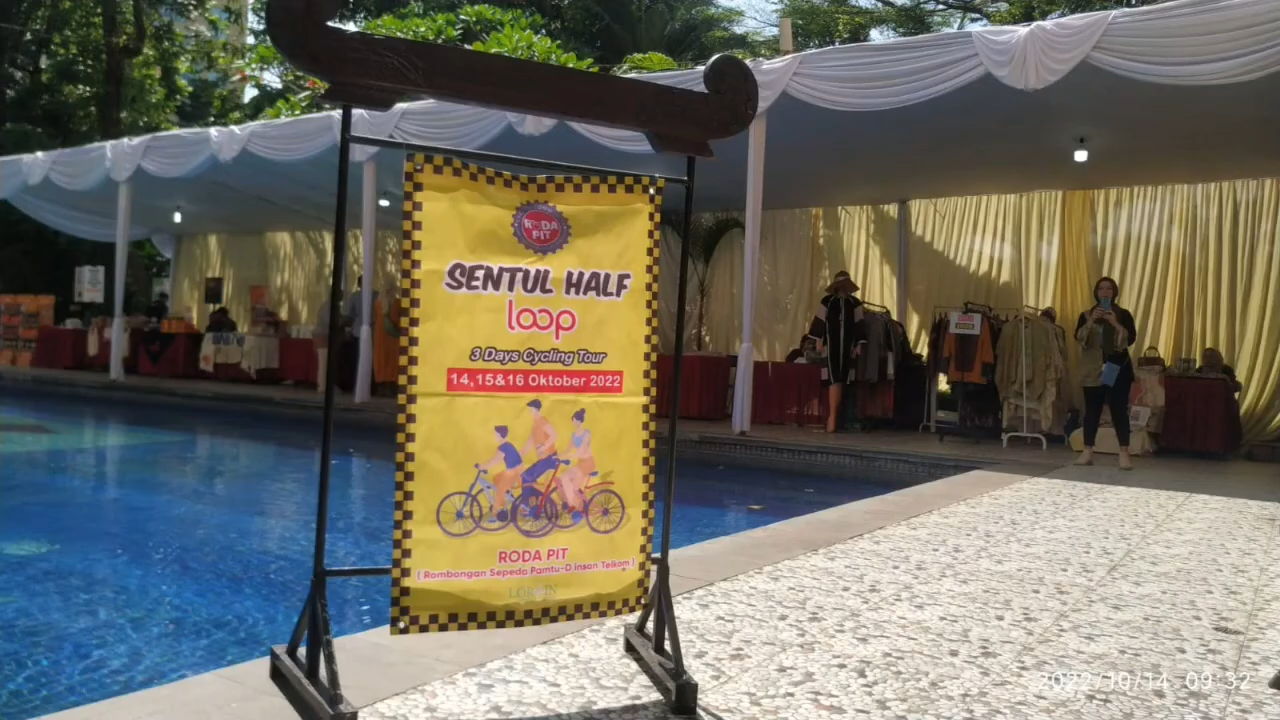 RODA
PIT
SENTUL HALF
loop
3 Days Cycling Tour
14,15&16 Oktober 2022
RODA PIT
( Rombongan Sepeda Pamtu-D insan Telkom )
LORIN
2022/10/14 09:32